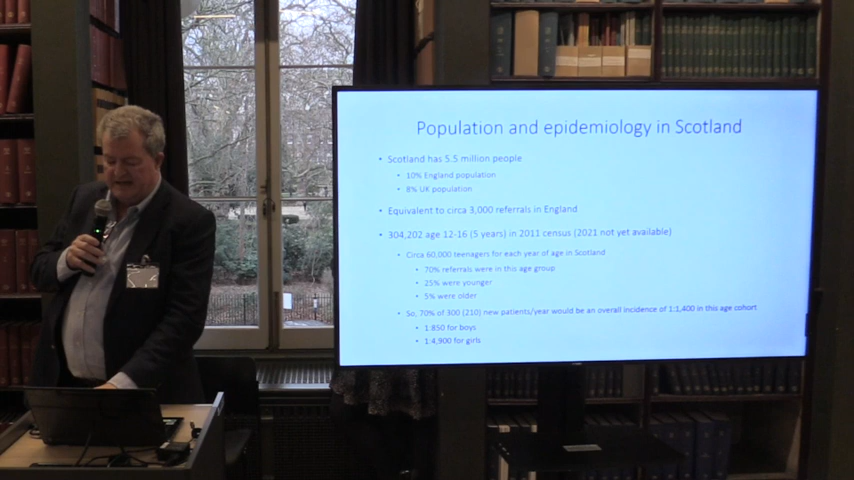 Population and epidemiology in Scotland
• Scotland has 5.5 million people
• 10% England population
• 8% UK population
• Equivalent to circa 3,000 referrals in England
• 304,202 age 12-16 (5 years) in 2011 census (2021 not yet available)
• Circa 60,000 teenagers for each year of age in Scotland
• 70% referrals were in this age group
• 25% were younger
• 5% were older
• So, 70% of 300 (210) new patients/year would be an overall incidence of 1:1,400 in this age cohort
• 1:850 for boys
• 1:4,900 for girls